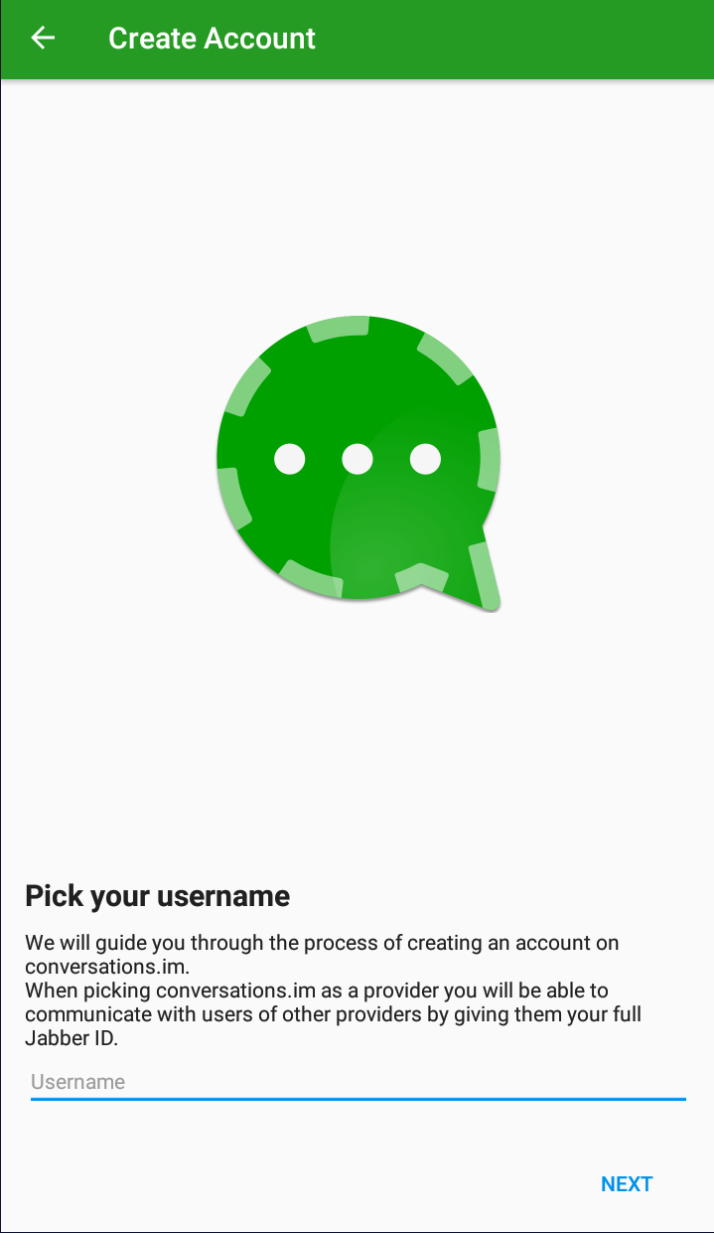 Create Account
Pick your username
We will guide you through the process of creating an account on
conversations.im.
When picking conversations.im as a provider you will be able to
communicate with users of other providers by giving them your full
Jabber ID.
Username
NEXT